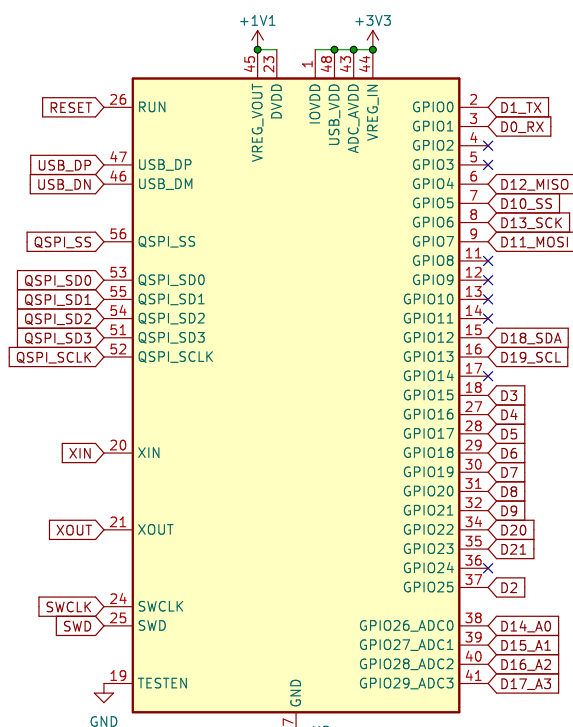 +1V1
+3V3
45
23
1
48
43
44
VREG_VOUT
DVDD
IOVDD
USB_VDD
ADC_AVDD
VREG_IN
RESET 26 RUN
USB_DP 47 USB_DP
USB_DN 46 USB_DM
QSPI_SS 56 QSPI_SS
QSPI_SD0 53 QSPI_SD0
QSPI_SD1 55 QSPI_SD1
QSPI_SD2 54 QSPI_SD2
QSPI_SD3 51 QSPI_SD3
QSPI_SCLK 52 QSPI_SCLK
XIN 20 XIN
XOUT 21 XOUT
SWCLK 24 SWCLK
SWD 25 SWD
19 TESTEN
GND
GPIO0 2 D1_TX
GPIO1 3 D0_RX
GPIO2 4
GPIO3 5
GPIO4 6 D12_MISO
GPIO5 7 D10_SS
GPIO6 8 D13_SCK
GPIO7 9 D11_MOSI
GPIO8 11
GPIO9 12
GPIO10 13
GPIO11 14
GPIO12 15 D18_SDA
GPIO13 16 D19_SCL
GPIO14 17
GPIO15 18 D3
GPIO16 27 D4
GPIO17 28 D5
GPIO18 29 D6
GPIO19 30 D7
GPIO20 31 D8
GPIO21 32 D9
GPIO22 34 D20
GPIO23 35 D21
GPIO24 36
GPIO25 37 D2
GPIO26_ADC0 38 D14_A0
GPIO27_ADC1 39 D15_A1
GPIO28_ADC2 40 D16_A2
GPIO29_ADC3 41 D17_A3
GND